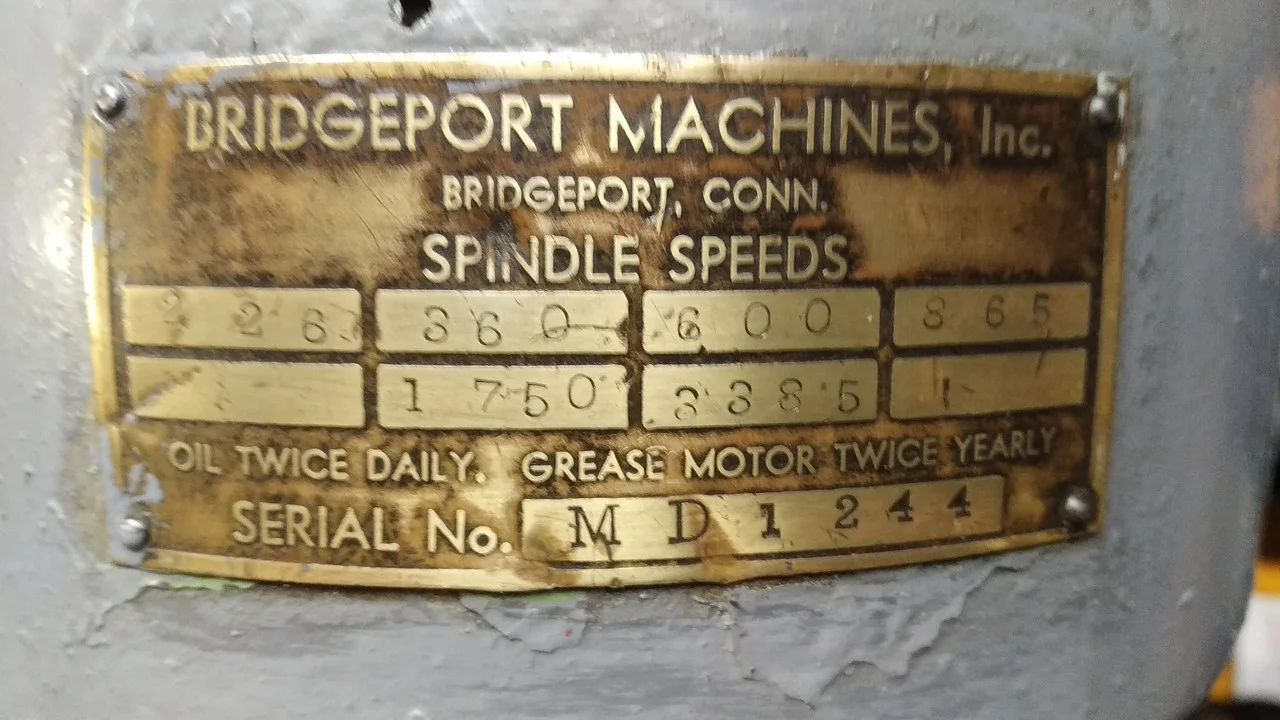 BRIDGEPORT MACHINES, Inc.
BRIDGEPORT, CONN.
SPINDLE SPEEDS
226 360 600 865
1750 3385
OIL TWICE DAILY. GREASE MOTOR TWICE YEARLY
SERIAL No. MD1244